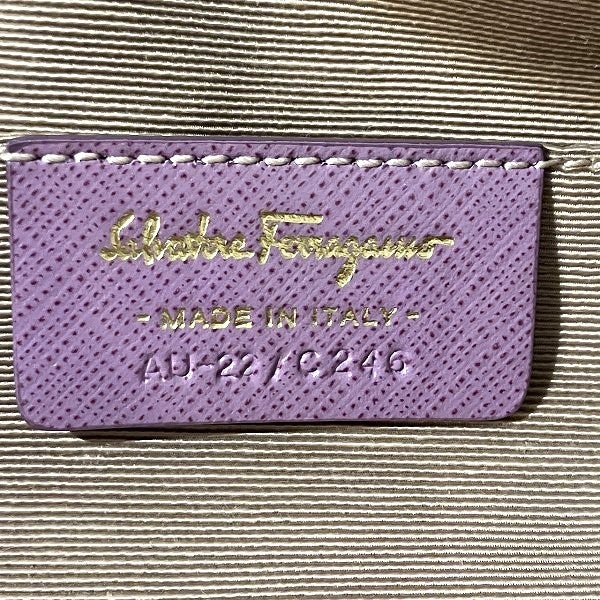 Salvatore Ferragamo
- MADE IN ITALY -
AU-22/C246